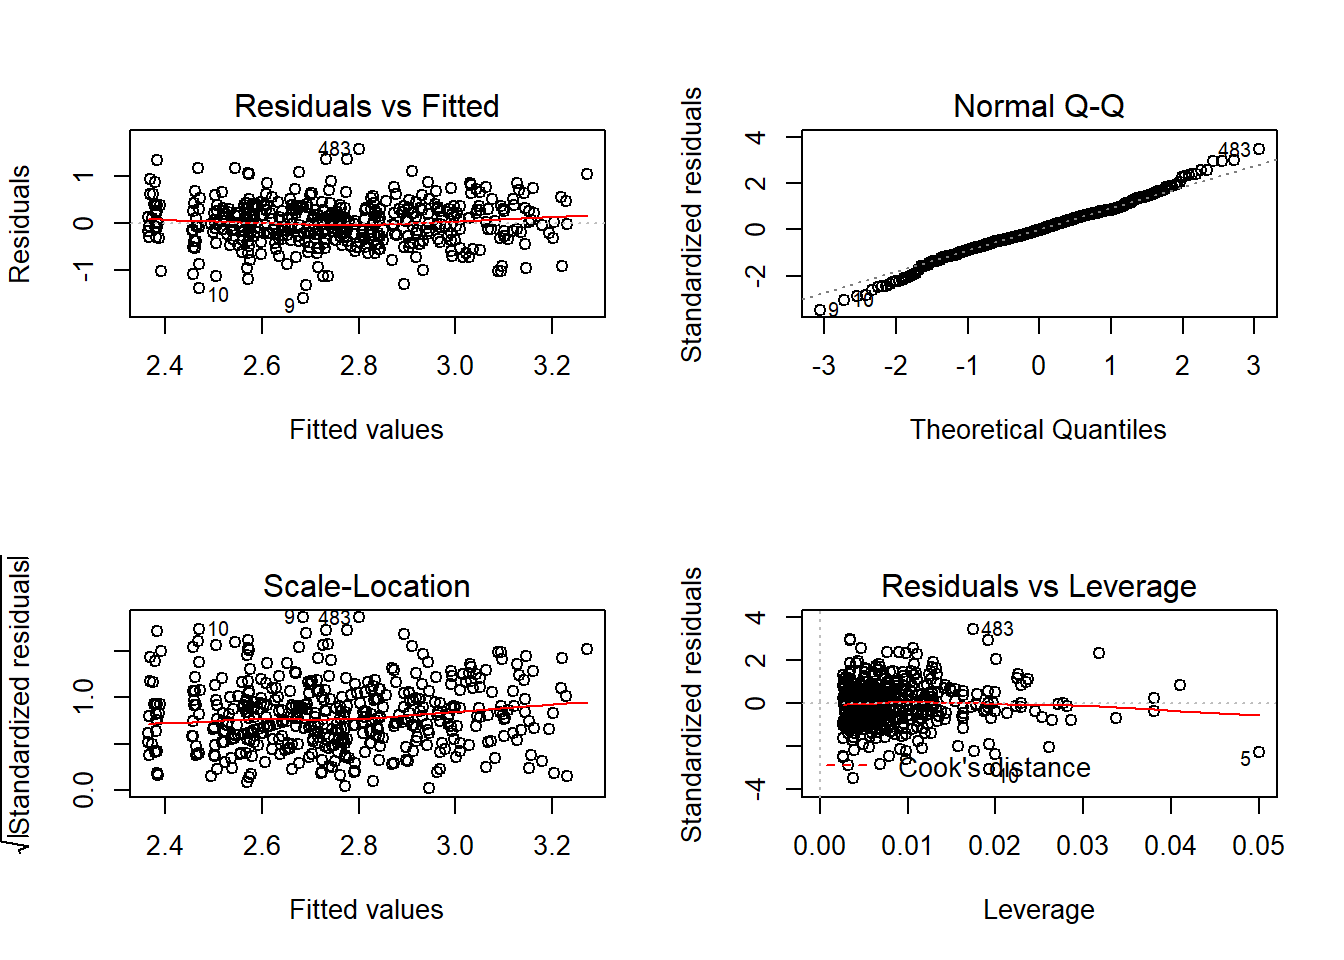 Residuals vs Fitted
Residuals
1
0
-1
483
10
9
2.4 2.6 2.8 3.0 3.2
Fitted values
Normal Q-Q
Standardized residuals
4
2
0
-2
483
10
9
-3 -2 -1 0 1 2 3
Theoretical Quantiles
Scale-Location
√|Standardized residuals|
1.0
0.0
9
483
10
2.4 2.6 2.8 3.0 3.2
Fitted values
Residuals vs Leverage
Standardized residuals
4
2
0
-2
-4
483
5
10
Cook's distance
0.00 0.01 0.02 0.03 0.04 0.05
Leverage